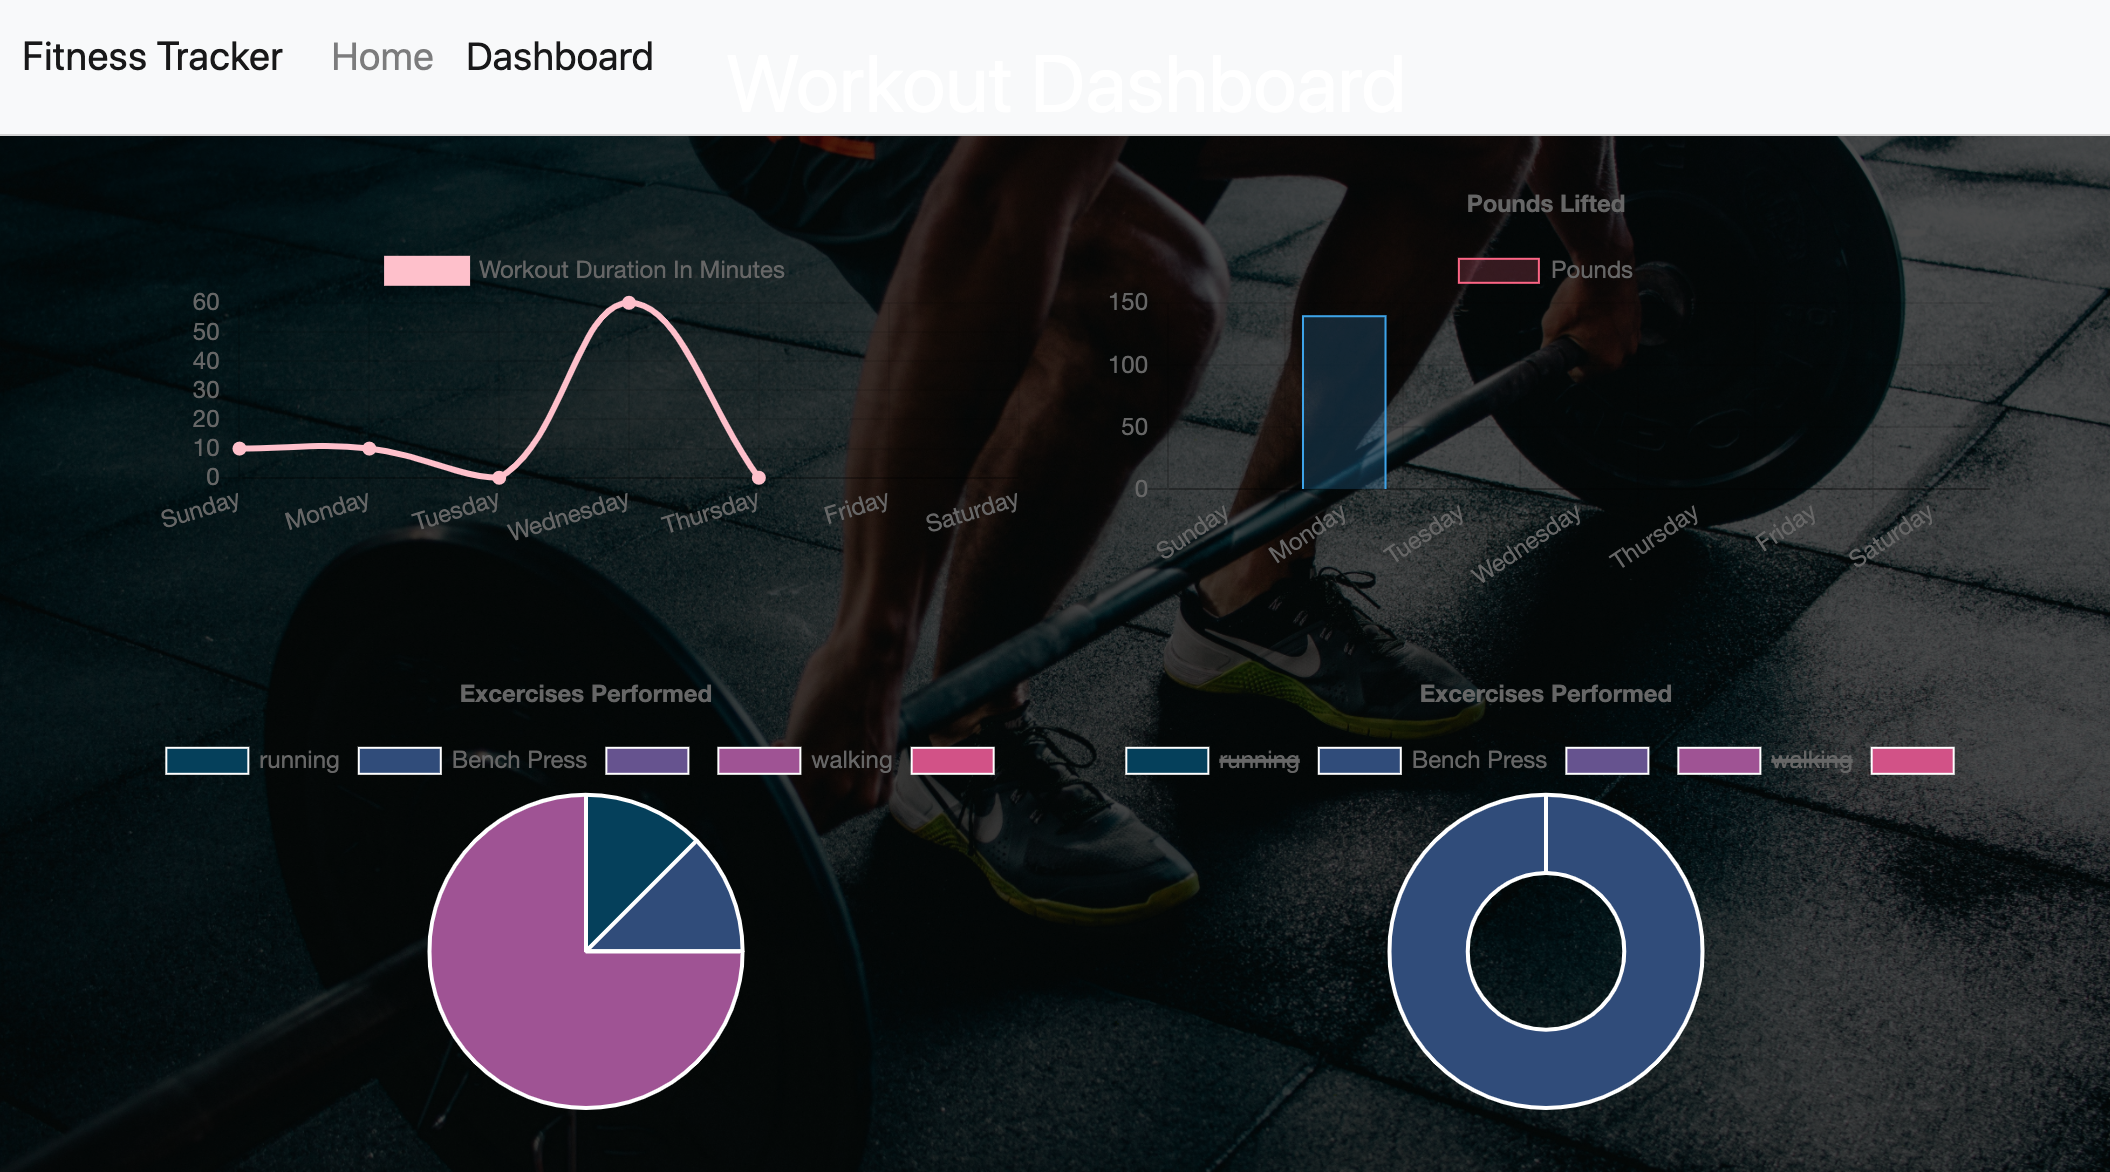 Fitness Tracker Home Dashboard
Workout Dashboard
Workout Duration In Minutes
60
50
40
30
20
10
0
Sunday Monday Tuesday Wednesday Thursday Friday Saturday
Pounds Lifted
Pounds
150
100
50
0
Sunday Monday Tuesday Wednesday Thursday Friday Saturday
Excercises Performed
running Bench Press walking
Excercises Performed
running Bench Press walking